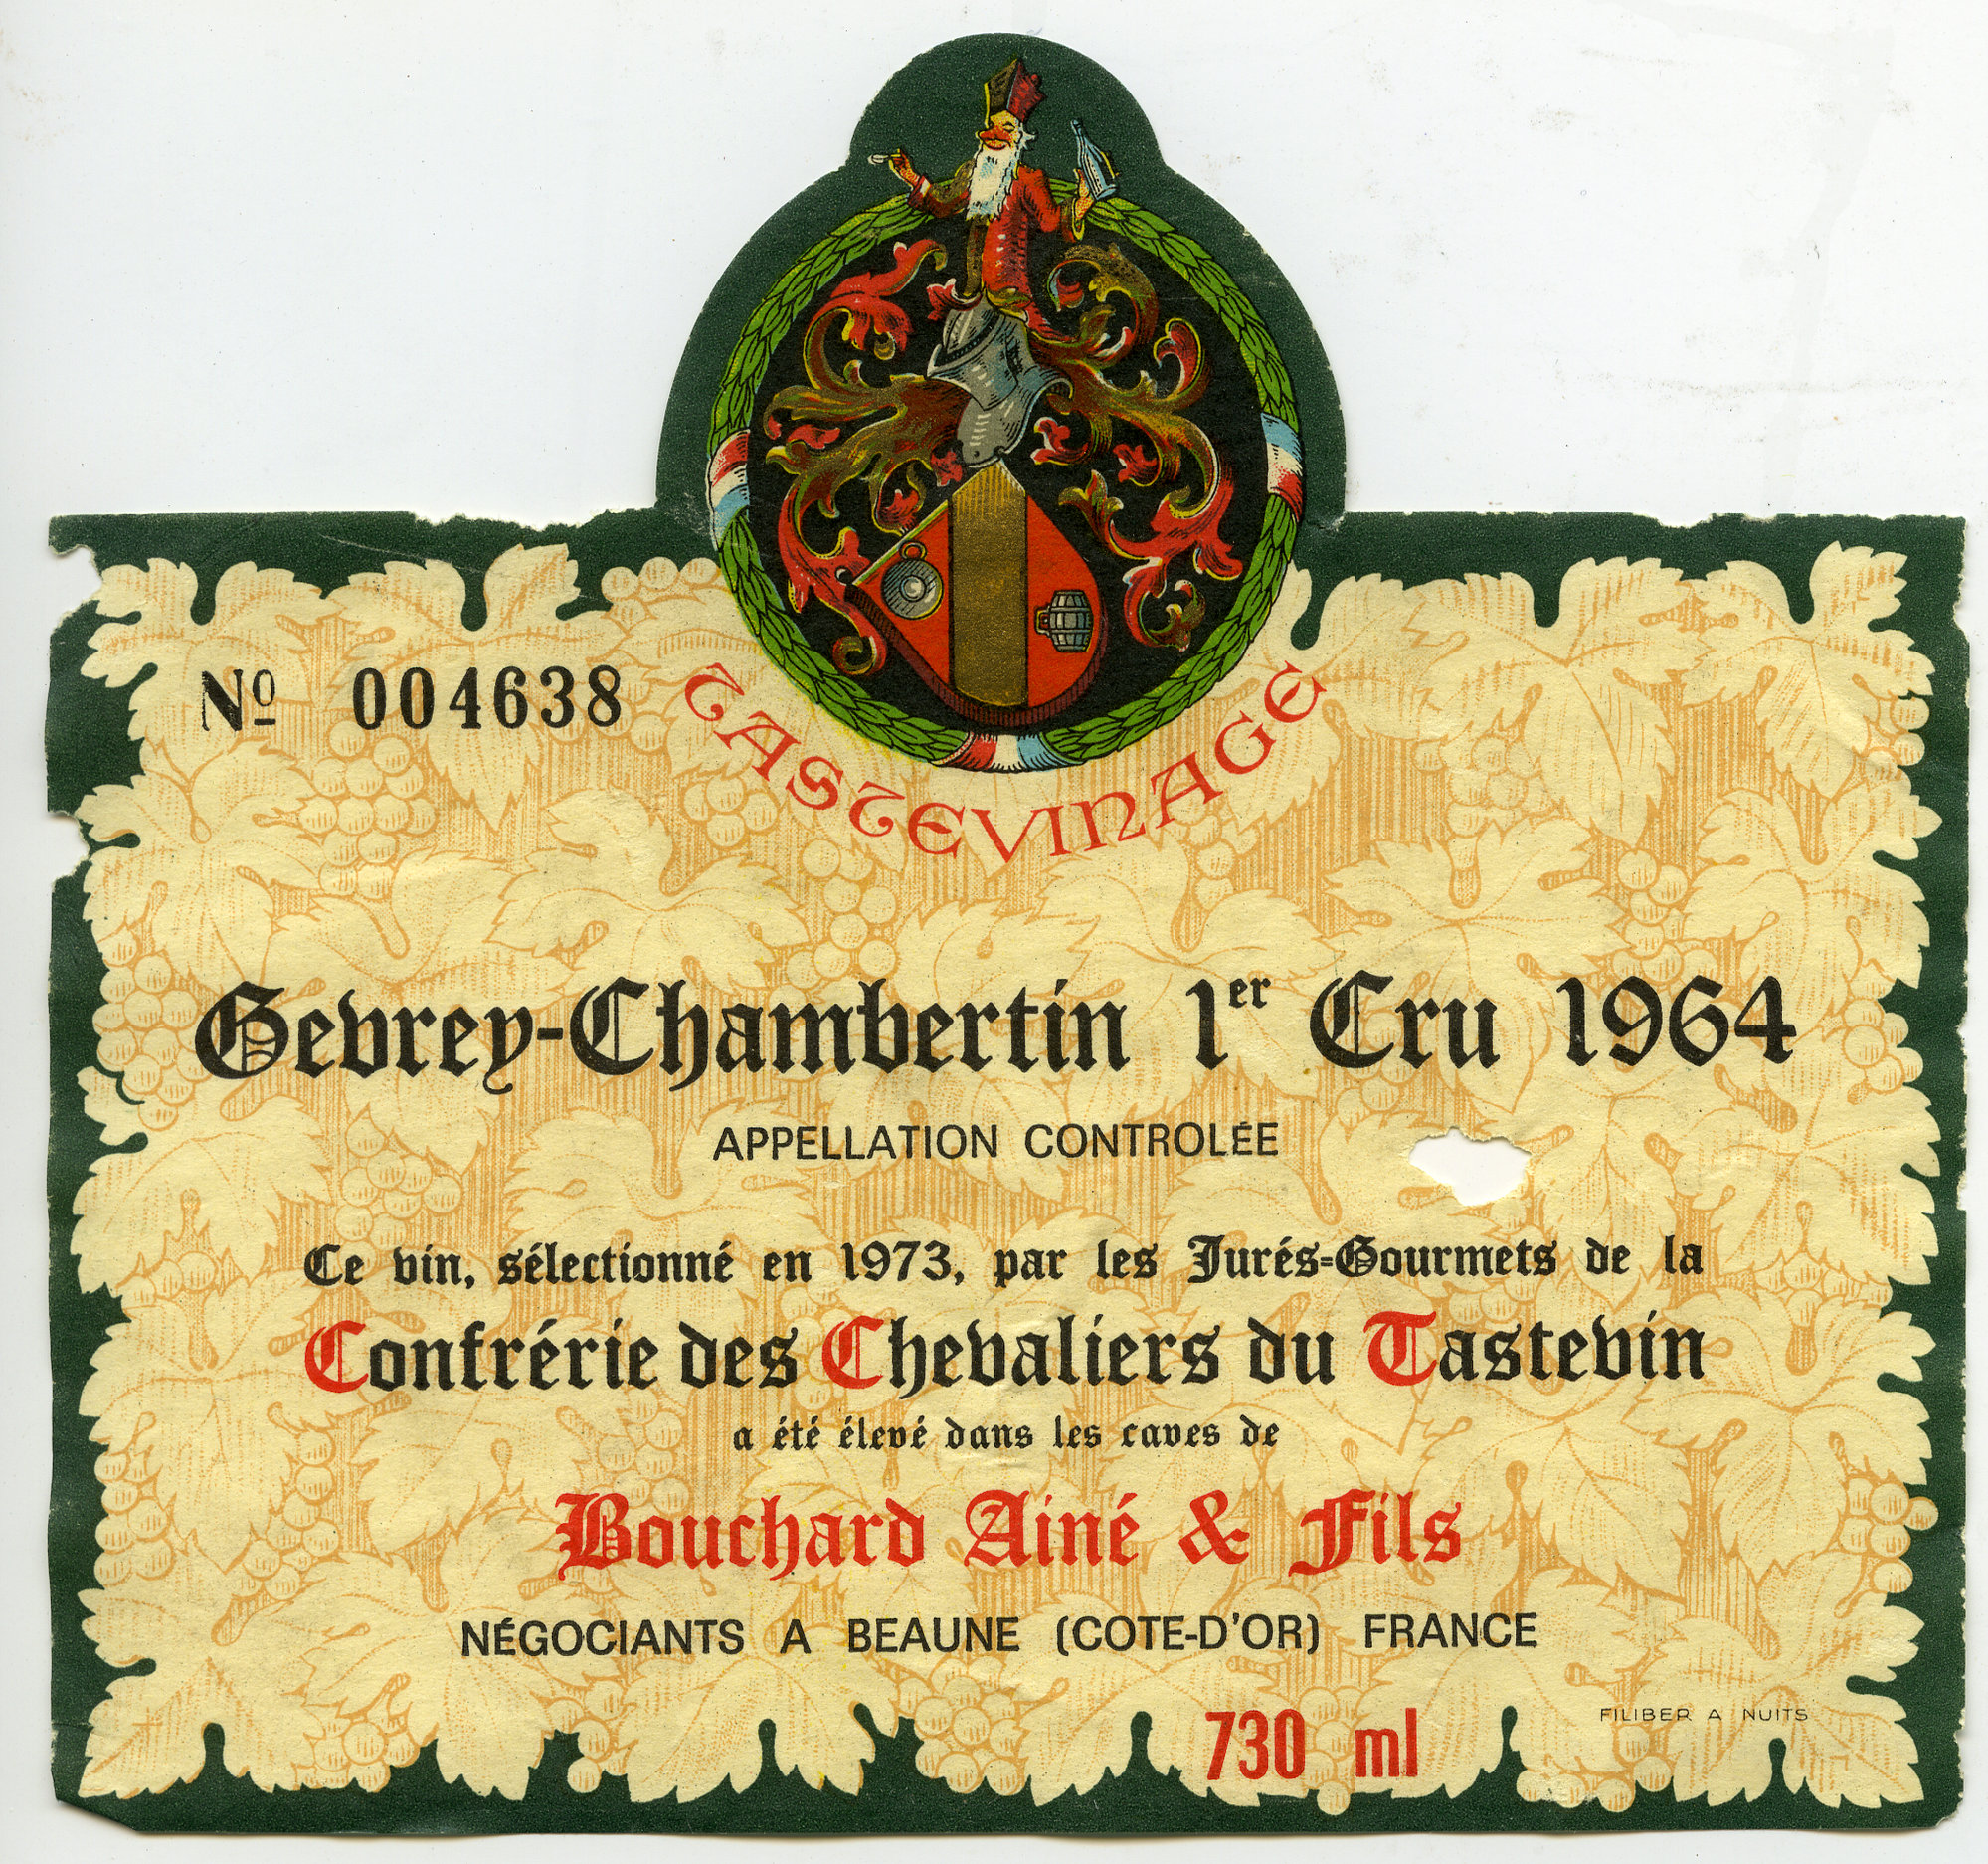 Nº 004638
TASTEVINAGE
Gevrey-Chambertin 1er Cru 1964
APPELLATION CONTROLÉE
Ce vin, sélectionné en 1973, par les Jurés-Gourmets de la
Confrérie des Chevaliers du Tastevin
a été élevé dans les caves de
Bouchard Ainé & Fils
NÉGOCIANTS A BEAUNE (COTE-D'OR) FRANCE
730 ml
FILIBER A NUITS